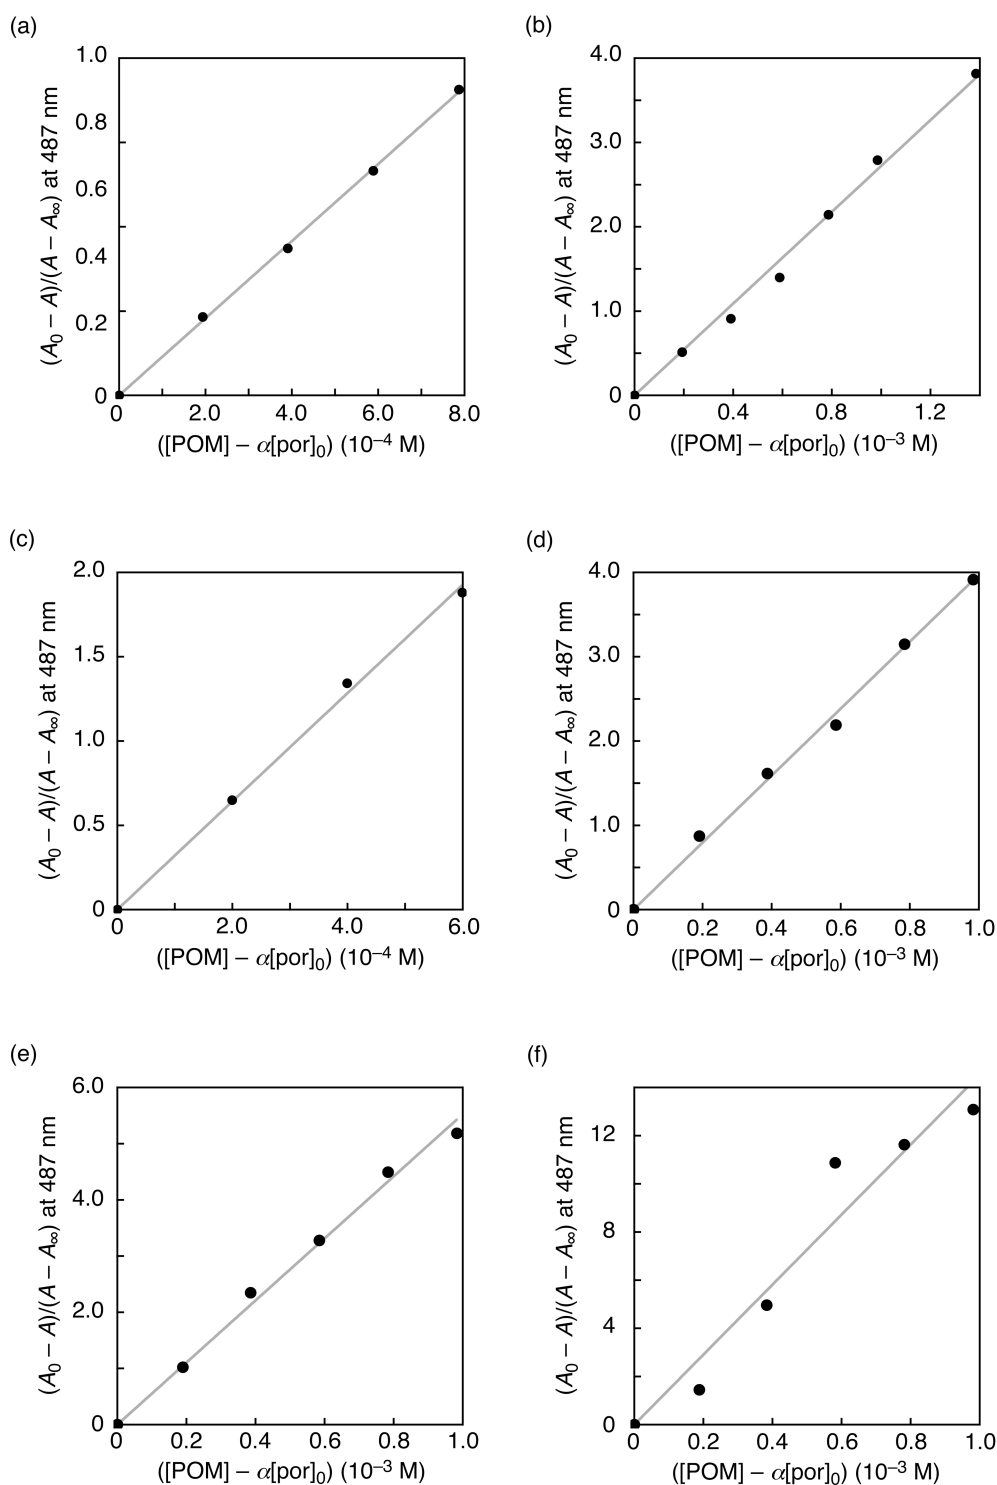 (a)
1.0
0.8
0.6
0.4
0.2
0
(A0 – A)/(A – A∞) at 487 nm
0 2.0 4.0 6.0 8.0
([POM] – α[por]0) (10–4 M)
(b)
4.0
3.0
2.0
1.0
0
(A0 – A)/(A – A∞) at 487 nm
0 0.4 0.8 1.2
([POM] – α[por]0) (10–3 M)
(c)
2.0
1.5
1.0
0.5
0
(A0 – A)/(A – A∞) at 487 nm
0 2.0 4.0 6.0
([POM] – α[por]0) (10–4 M)
(d)
4.0
3.0
2.0
1.0
0
(A0 – A)/(A – A∞) at 487 nm
0 0.2 0.4 0.6 0.8 1.0
([POM] – α[por]0) (10–3 M)
(e)
6.0
4.0
2.0
0
(A0 – A)/(A – A∞) at 487 nm
0 0.2 0.4 0.6 0.8 1.0
([POM] – α[por]0) (10–3 M)
(f)
12
8
4
0
(A0 – A)/(A – A∞) at 487 nm
0 0.2 0.4 0.6 0.8 1.0
([POM] – α[por]0) (10–3 M)